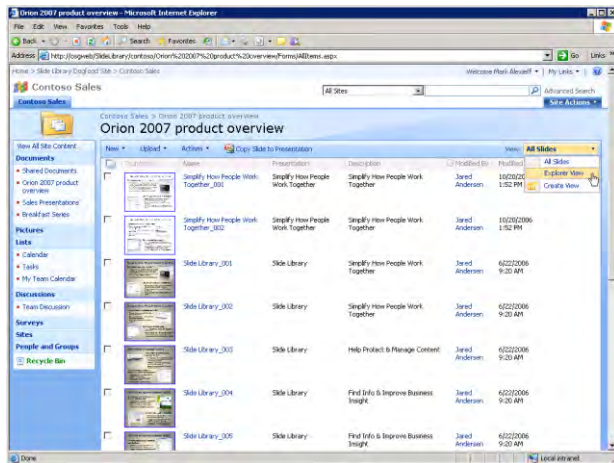 Orion 2007 product overview - Microsoft Internet Explorer
File Edit View Favorites Tools Help
Back Search Favorites
Address http://osgweb/SlideLibrary/contoso/Orion%202007%20product%20overview/Forms/AllItems.aspx Go Links
Home > Slide Library Dogfood Site > Contoso Sales Welcome Mark Alexieff My Links
Contoso Sales All Sites Advanced Search
Contoso Sales Site Actions
Contoso Sales > Orion 2007 product overview
Orion 2007 product overview
View All Site Content New Upload Actions Copy Slide to Presentation View: All Slides
Documents
Shared Documents
Orion 2007 product overview
Sales Presentations
Breakfast Series
Pictures
Lists
Calendar
Tasks
My Team Calendar
Discussions
Team Discussion
Surveys
Sites
People and Groups
Recycle Bin
Name Presentation Description Modified By Modified
All Slides
Explorer View
Create View
Simplify How People Work Together_001 Simplify How People Work Together Simplify How People Work Together Jared Andersen 1:52 PM
Simplify How People Work Together_002 Simplify How People Work Together Simplify How People Work Together Jared Andersen 10/20/2006 1:52 PM
Slide Library_001 Slide Library Simplify How People Work Together Jared Andersen 6/22/2006 9:20 AM
Slide Library_002 Slide Library Simplify How People Work Together Jared Andersen 6/22/2006 9:20 AM
Slide Library_003 Slide Library Help Protect & Manage Content Jared Andersen 6/22/2006 9:20 AM
Slide Library_004 Slide Library Find Info & Improve Business Insight Jared Andersen 6/22/2006 9:20 AM
Slide Library_005 Slide Library Find Info & Improve Business Insight Jared Andersen 6/22/2006 9:20 AM
Done Local intranet